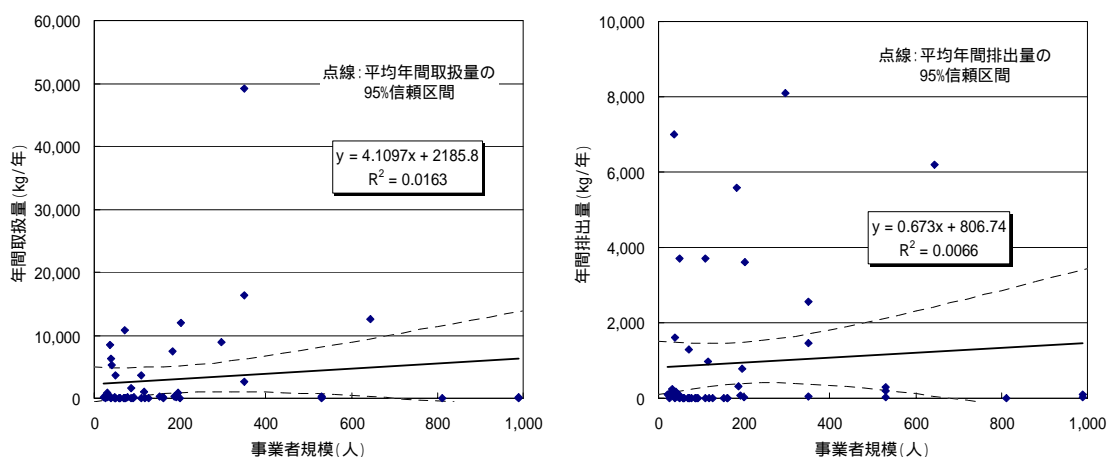 60,000
50,000
40,000
30,000
20,000
10,000
0
年間取扱量(kg/年)
点線:平均年間取扱量の
95%信頼区間
y = 4.1097x + 2185.8
R² = 0.0163
0 200 400 600 800 1,000
事業者規模(人)
10,000
8,000
6,000
4,000
2,000
0
年間排出量(kg/年)
点線:平均年間排出量の
95%信頼区間
y = 0.673x + 806.74
R² = 0.0066
0 200 400 600 800 1,000
事業者規模(人)